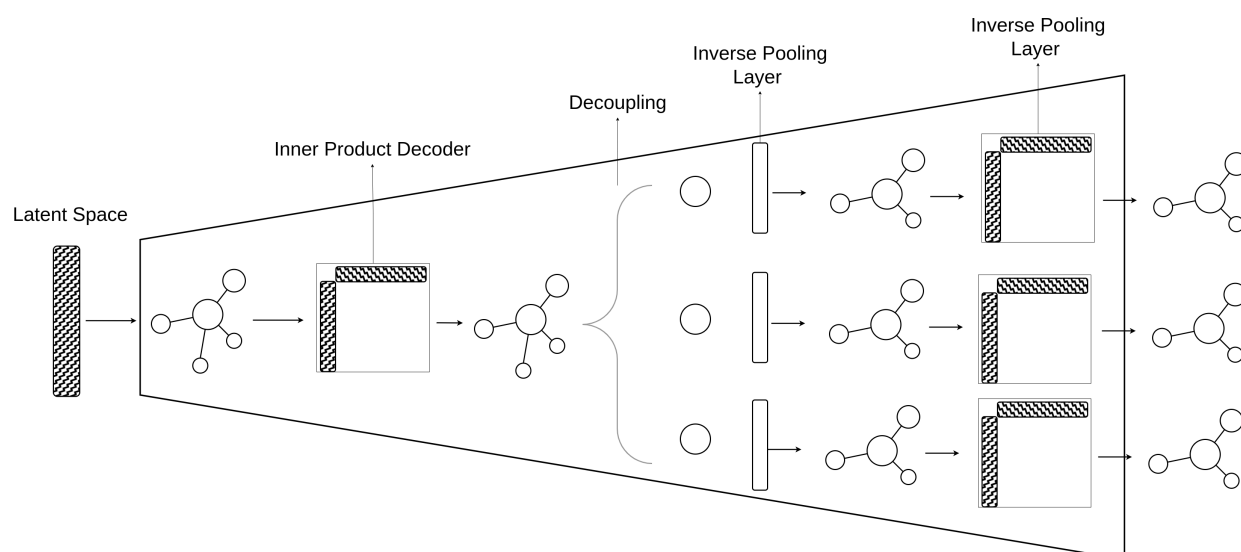 Latent Space
Inner Product Decoder
Decoupling
Inverse Pooling
Layer
Inverse Pooling
Layer